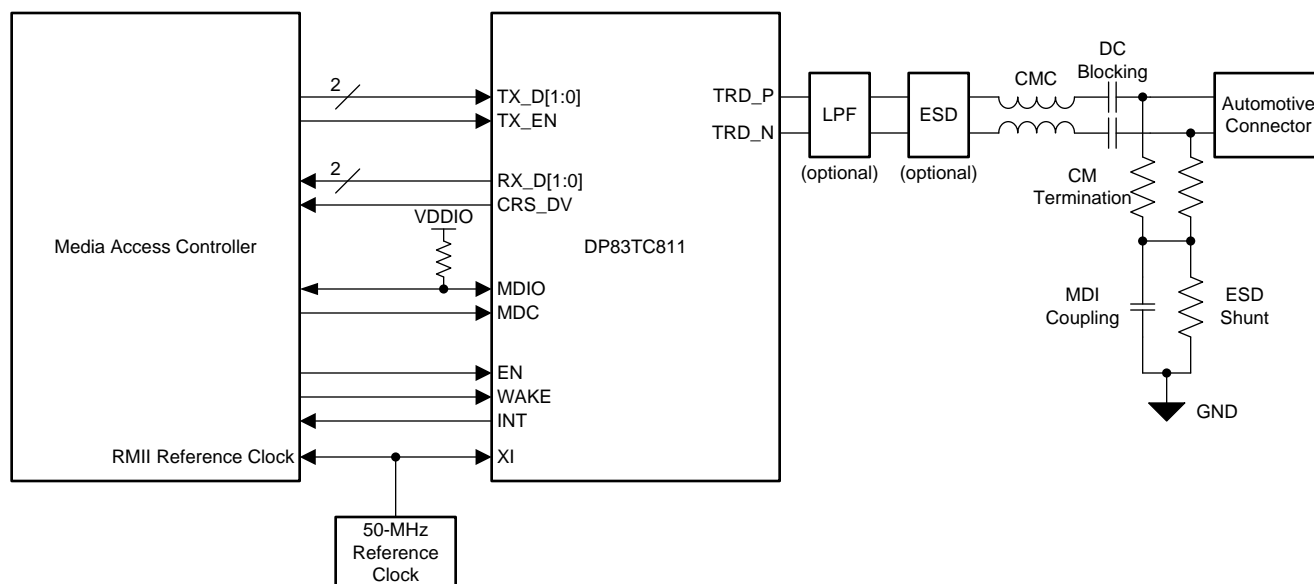 Media Access Controller
RMII Reference Clock
2
2
VDDIO
50-MHz
Reference
Clock
TX_D[1:0]
TX_EN
RX_D[1:0]
CRS_DV
MDIO
MDC
EN
WAKE
INT
XI
DP83TC811
TRD_P
TRD_N
LPF
(optional)
ESD
(optional)
CMC
DC
Blocking
Automotive
Connector
CM
Termination
MDI
Coupling
ESD
Shunt
GND